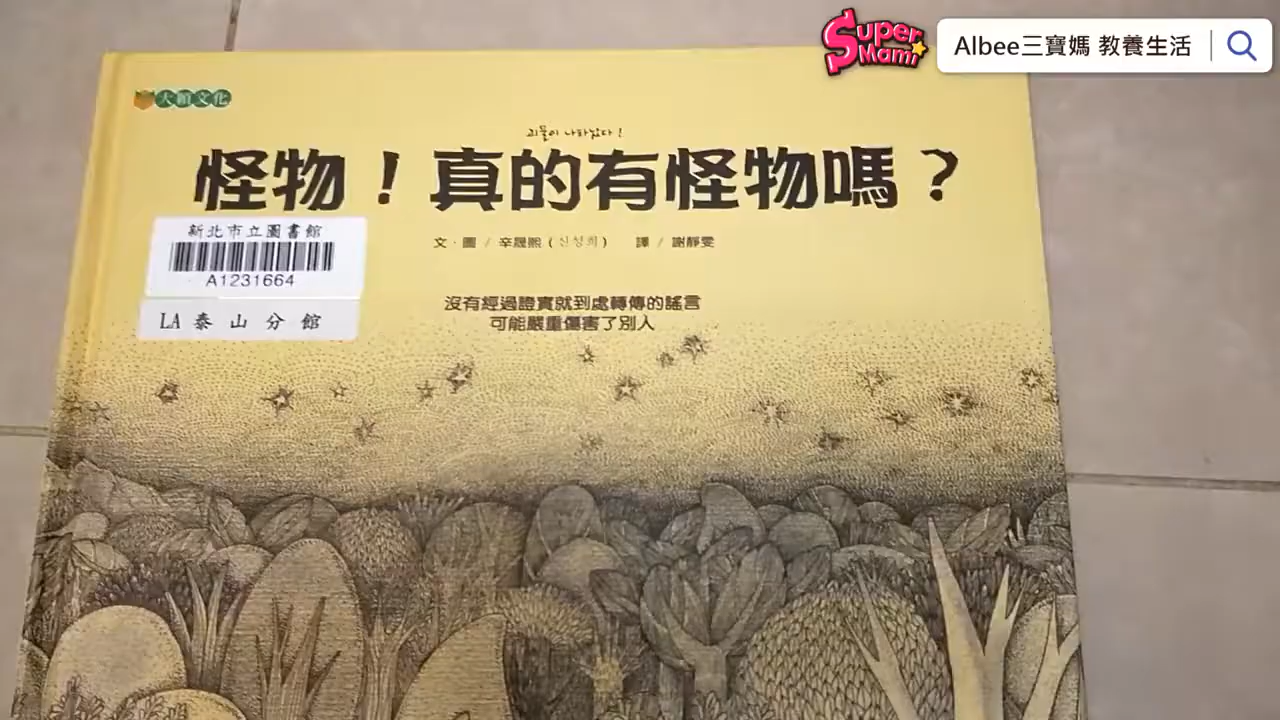 Super Mami
Albee三寶媽 教養生活
大穎文化
괴물이 나타났다!
怪物！真的有怪物嗎？
新北市立圖書館
A1231664
LA 泰山分館
文·圖/辛晟熙(신성희) 譯/謝靜雯
沒有經過證實就到處轉傳的謠言
可能嚴重傷害了別人